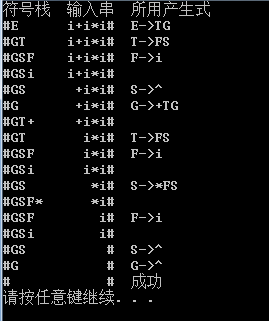 符号栈 输入串 所用产生式
#E i+i*i# E->TG
#GT i+i*i# T->FS
#GSF i+i*i# F->i
#GSi i+i*i#
#GS +i*i# S->^
#G +i*i# G->+TG
#GT+ +i*i#
#GT i*i# T->FS
#GSF i*i# F->i
#GSi i*i#
#GS *i# S->*FS
#GSF* *i#
#GSF i# F->i
#GSi i#
#GS # S->^
#G # G->^
# # 成功
请按任意键继续. . .